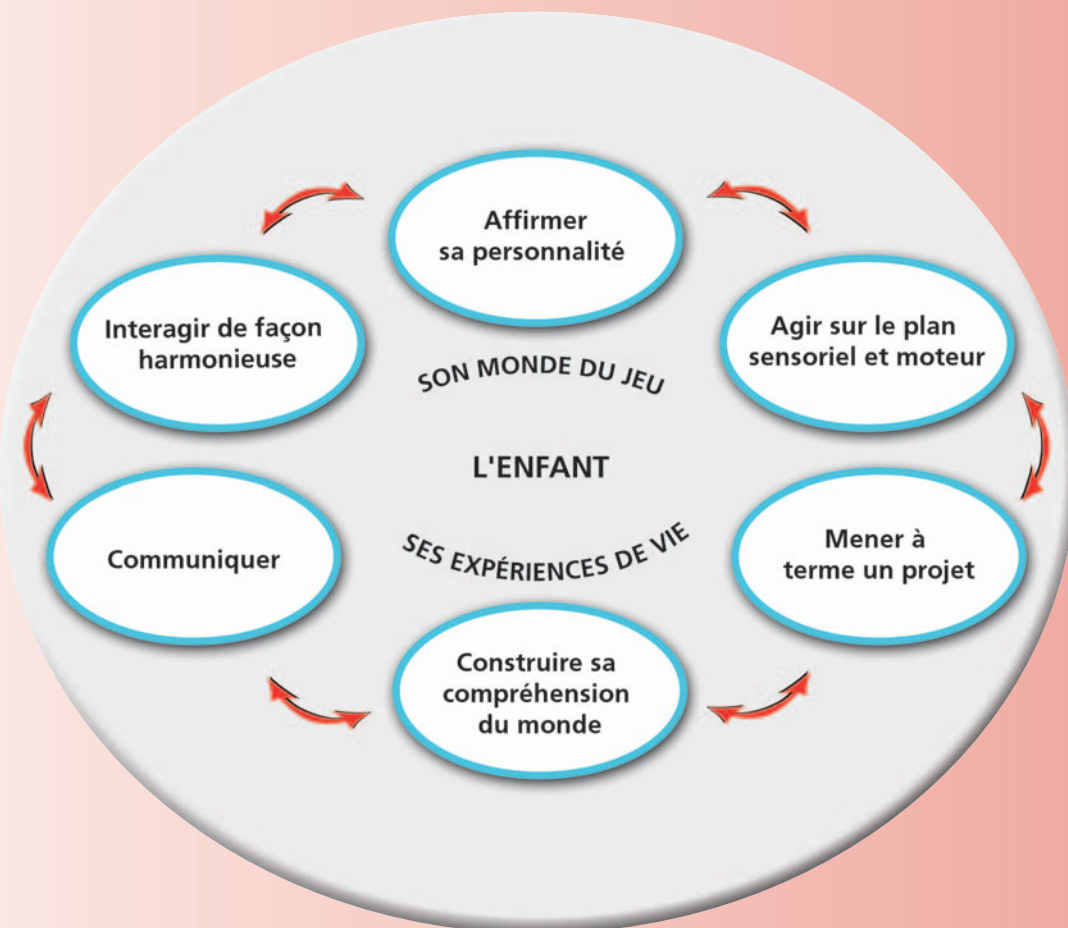 Affirmer
sa personnalité
Interagir de façon
harmonieuse
Agir sur le plan
sensoriel et moteur
SON MONDE DU JEU
L'ENFANT
SES EXPÉRIENCES DE VIE
Communiquer
Mener à
terme un projet
Construire sa
compréhension
du monde